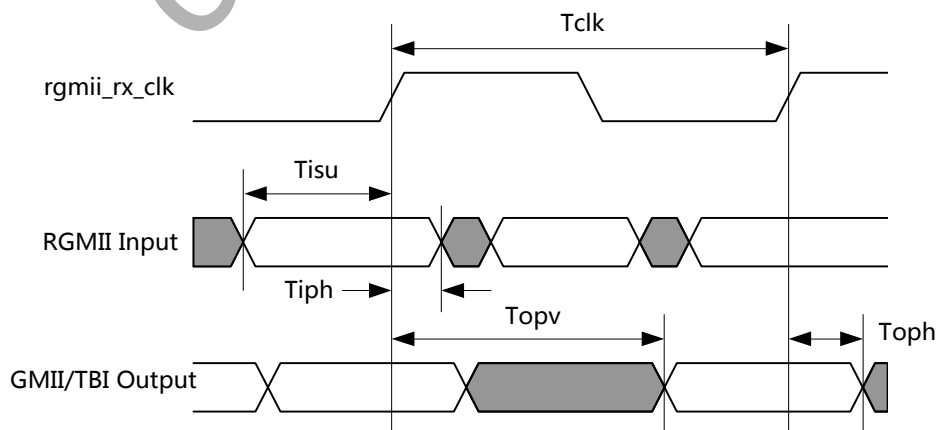 Tclk
rgmii_rx_clk
Tisu
RGMII Input
Tiph
Topv
Toph
GMII/TBI Output